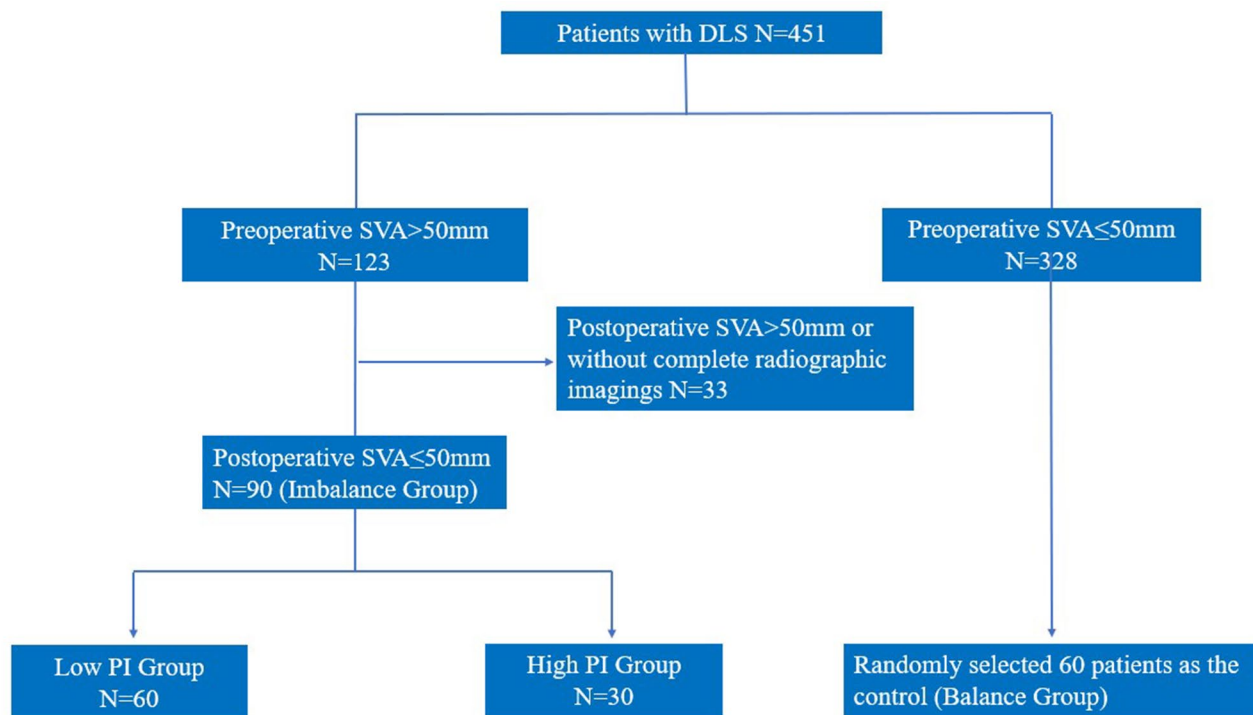 Patients with DLS N=451
Preoperative SVA>50mm
N=123
Preoperative SVA≤50mm
N=328
Postoperative SVA>50mm or
without complete radiographic
imagings N=33
Postoperative SVA≤50mm
N=90 (Imbalance Group)
Low PI Group
N=60
High PI Group
N=30
Randomly selected 60 patients as the
control (Balance Group)